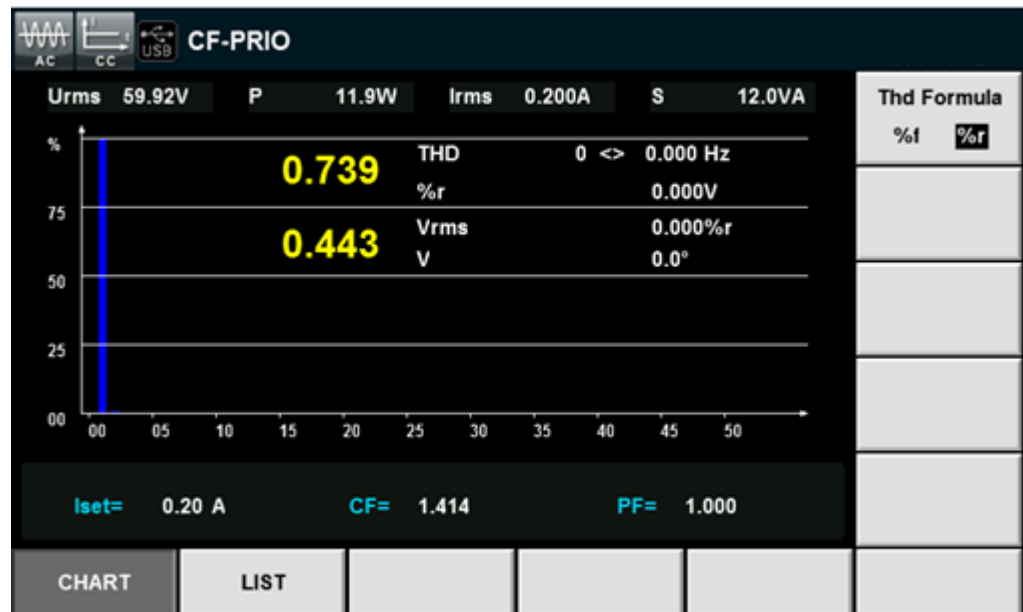 AC CC USB CF-PRIO
Urms 59.92V P 11.9W Irms 0.200A S 12.0VA
Thd Formula
%f %r
%
0.739 THD 0 <> 0.000 Hz
%r 0.000V
75
0.443 Vrms 0.000%r
V 0.0°
50
25
00
00 05 10 15 20 25 30 35 40 45 50
Iset= 0.20 A CF= 1.414 PF= 1.000
CHART LIST